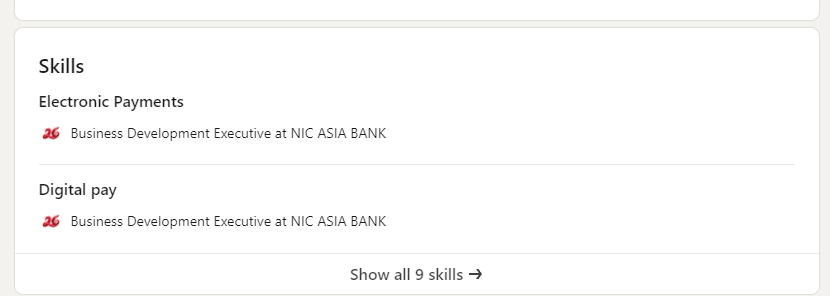 Skills
Electronic Payments
Business Development Executive at NIC ASIA BANK
Digital pay
Business Development Executive at NIC ASIA BANK
Show all 9 skills →